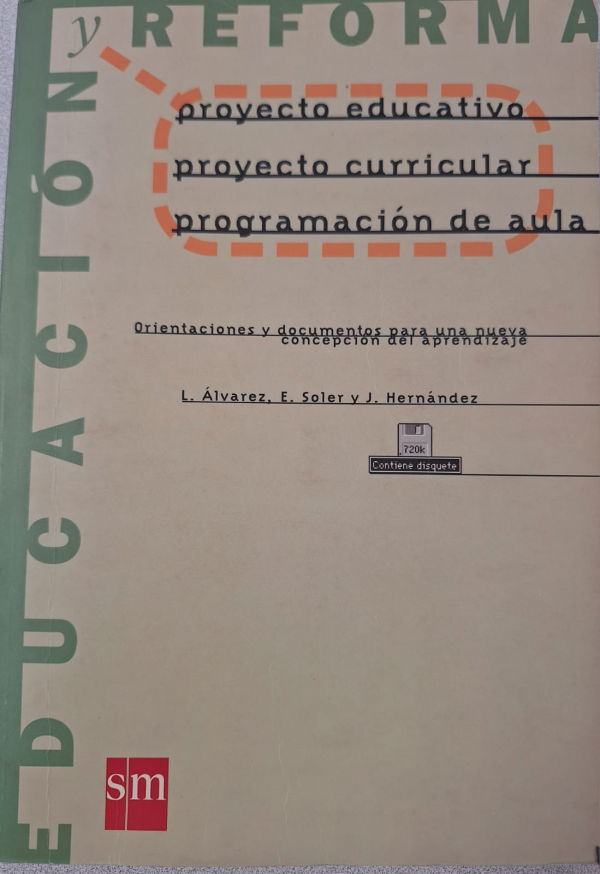 EDUCACIÓN
y REFORMA
proyecto educativo
proyecto curricular
programación de aula
Orientaciones y documentos para una nueva
concepción del aprendizaje
L. Álvarez, E. Soler y J. Hernández
720k
Contiene disquete
sm